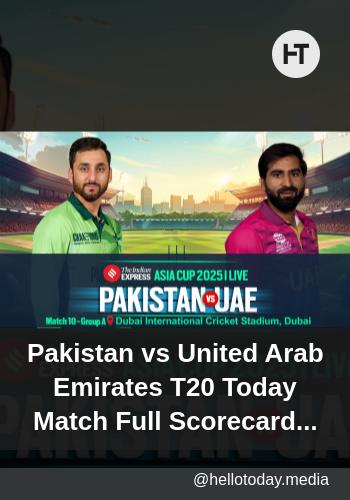 HT
The Indian
EXPRESS ASIA CUP 2025 | LIVE
PAKISTAN VS UAE
Match 10 - Group A Dubai International Cricket Stadium, Dubai
Pakistan vs United Arab
Emirates T20 Today
Match Full Scorecard...
@hellotoday.media